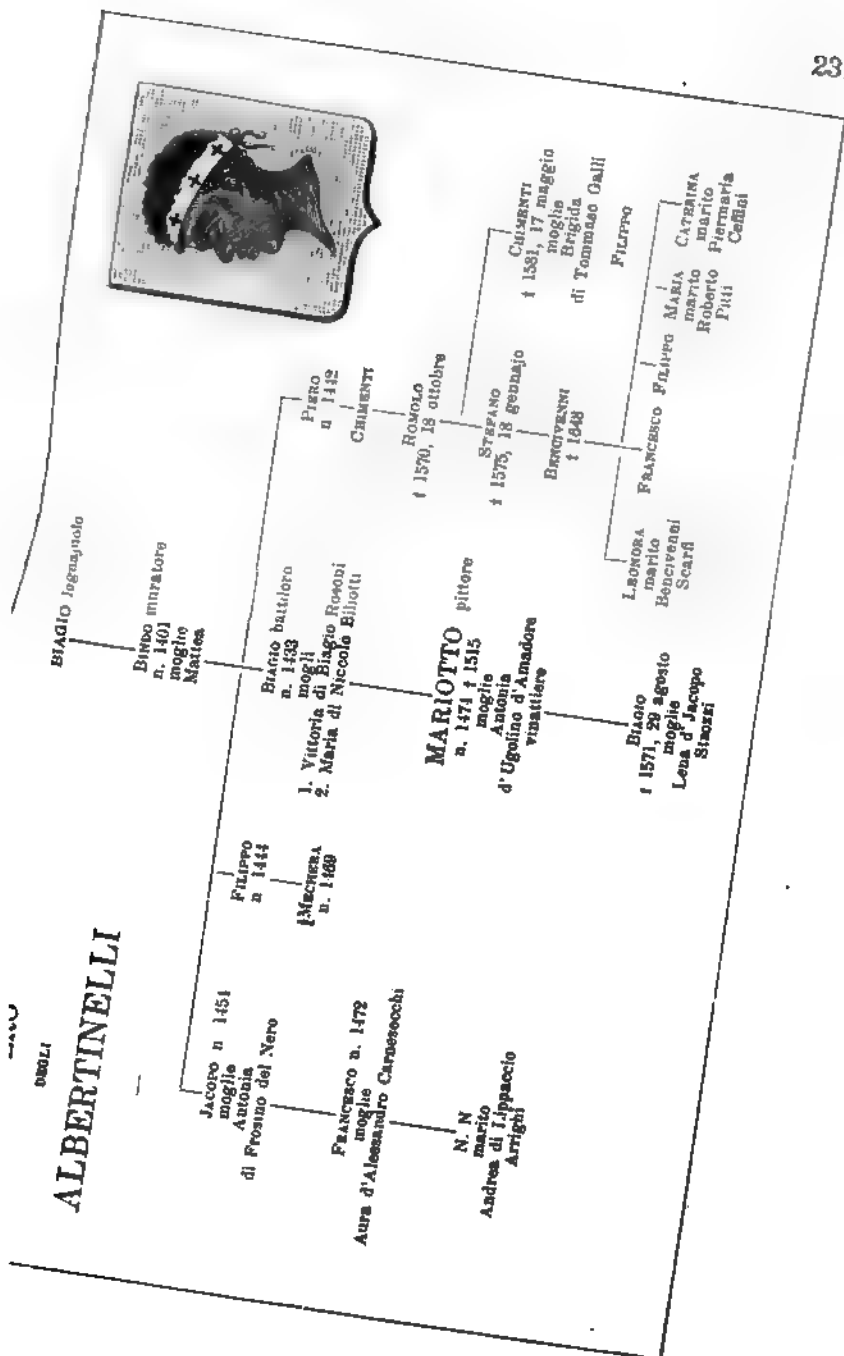 DEGLI
ALBERTINELLI
BIAGIO legnajuolo
BINDO muratore
n. 1401
moglie
Mattea
JACOPO n 1451
moglie
Antonia
di Frosino del Nero
FRANCESCO n. 1472
moglie
Aura d'Alessandro Carnesecchi
N. N
marito
Andrea di Lippaccio
Arrighi
FILIPPO
n 1444
MECHERA
n. 1469
BIAGIO battiloro
n. 1433
mogli
1. Vittoria di Biagio Rosoni
2. Maria di Niccolo Biliotti
MARIOTTO pittore
n. 1474 † 1515
moglie
Antonia
d'Ugolino d'Amadore
vinattiere
BIAGIO
† 1571, 29 agosto
moglie
Lena d' Jacopo
PIERO
n 1442
CHIMENTI
ROMOLO
† 1570, 18 ottobre
STEFANO
† 1575, 18 gennajo
CHIMENTI
† 1581, 17 maggio
moglie
Brigida
di Tommaso Galli
BENCIVENNI
† 1648
FILIPPO
LEONORA
marito
Bencivenni
Scarfi
FRANCESCO
FILIPPO
MARIA
marito
Roberto
Pitti
CATERINA
marito
Piermaria
Cellini